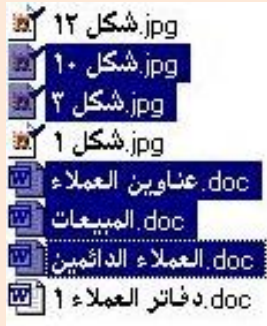 شكل ١٢.jpg
شكل ١٠.jpg
شكل ٣.jpg
شكل ١.jpg
عناوين العملاء.doc
المبيعات.doc
العملاء الدائمين.doc
دفاتر العملاء ١.doc